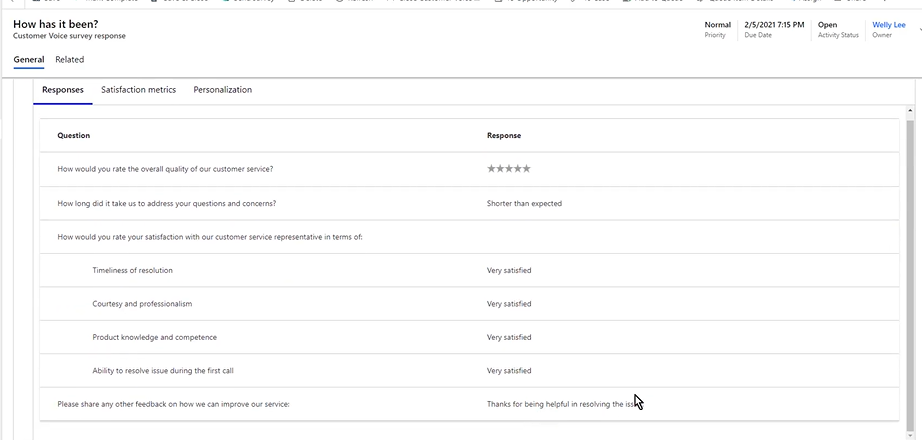 How has it been?
Customer Voice survey response
Normal
Priority
2/5/2021 7:15 PM
Due Date
Open
Activity Status
Welly Lee
Owner
General Related
Responses Satisfaction metrics Personalization
Question Response
How would you rate the overall quality of our customer service? ★★★★★
How long did it take us to address your questions and concerns? Shorter than expected
How would you rate your satisfaction with our customer service representative in terms of:
Timeliness of resolution Very satisfied
Courtesy and professionalism Very satisfied
Product knowledge and competence Very satisfied
Ability to resolve issue during the first call Very satisfied
Please share any other feedback on how we can improve our service: Thanks for being helpful in resolving the